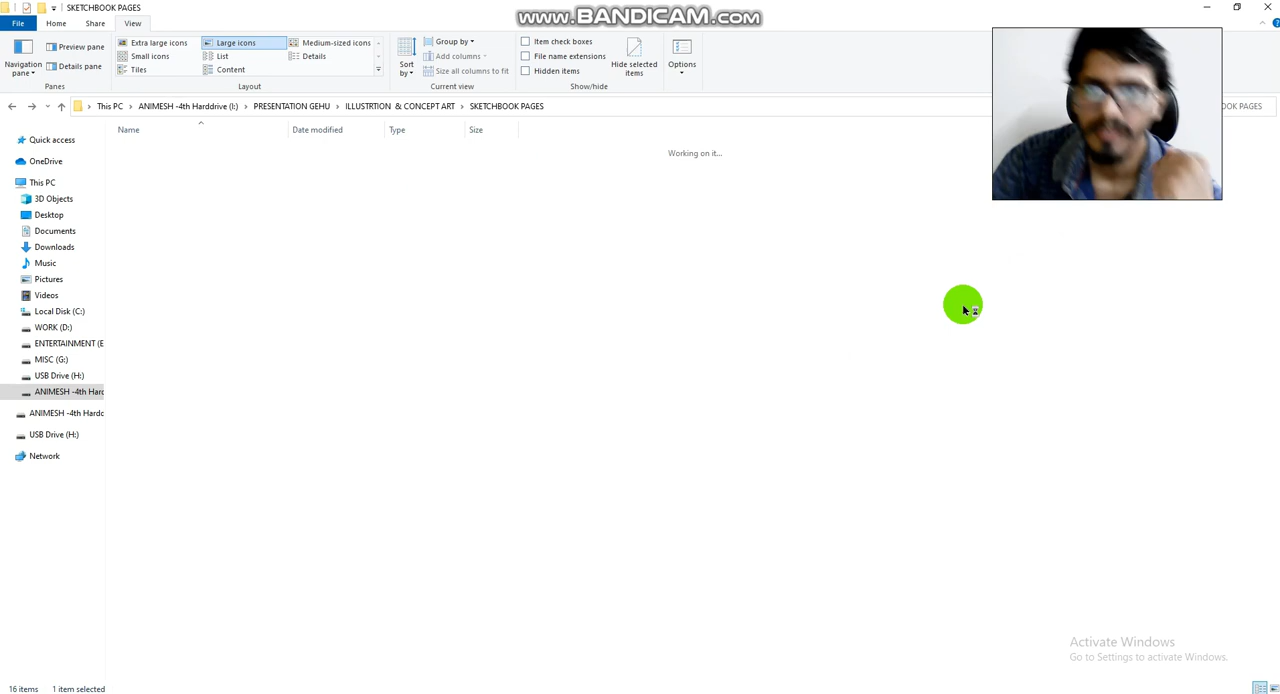 SKETCHBOOK PAGES
www.BANDICAM.com
File
Home
Share
View
Navigation pane
Preview pane
Details pane
Panes
Extra large icons
Large icons
Medium-sized icons
Small icons
List
Details
Tiles
Content
Layout
Sort by
Group by
Add columns
Size all columns to fit
Current view
Item check boxes
File name extensions
Hidden items
Hide selected items
Show/hide
Options
This PC > ANIMESH -4th Harddrive (I:) > PRESENTATION GEHU > ILLUSTRTION & CONCEPT ART > SKETCHBOOK PAGES
OOK PAGES
Name
Date modified
Type
Size
Working on it...
Quick access
OneDrive
This PC
3D Objects
Desktop
Documents
Downloads
Music
Pictures
Videos
Local Disk (C:)
WORK (D:)
ENTERTAINMENT (E
MISC (G:)
USB Drive (H:)
ANIMESH -4th Hard
ANIMESH -4th Hardd
USB Drive (H:)
Network
Activate Windows
Go to Settings to activate Windows.
16 items
1 item selected